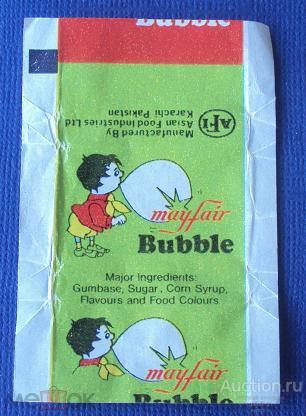 Bubble
Manufactured By
Asian Food Industries Ltd
Karachi Pakistan
AFI
mayfair
Bubble
Major Ingredients:
Gumbase, Sugar, Corn Syrup,
Flavours and Food Colours
mayfair
Bubble
мешок
Auction.ru